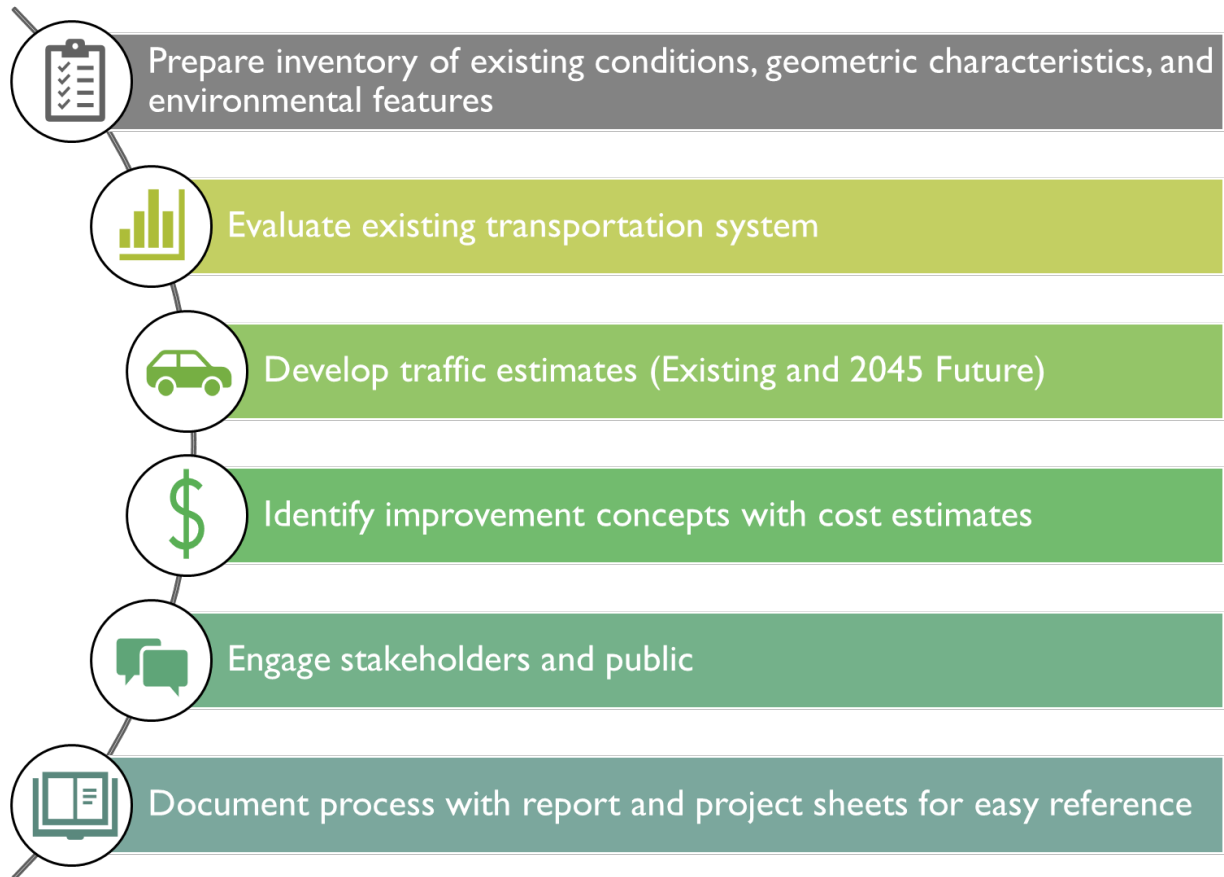 Prepare inventory of existing conditions, geometric characteristics, and
environmental features
Evaluate existing transportation system
Develop traffic estimates (Existing and 2045 Future)
Identify improvement concepts with cost estimates
Engage stakeholders and public
Document process with report and project sheets for easy reference